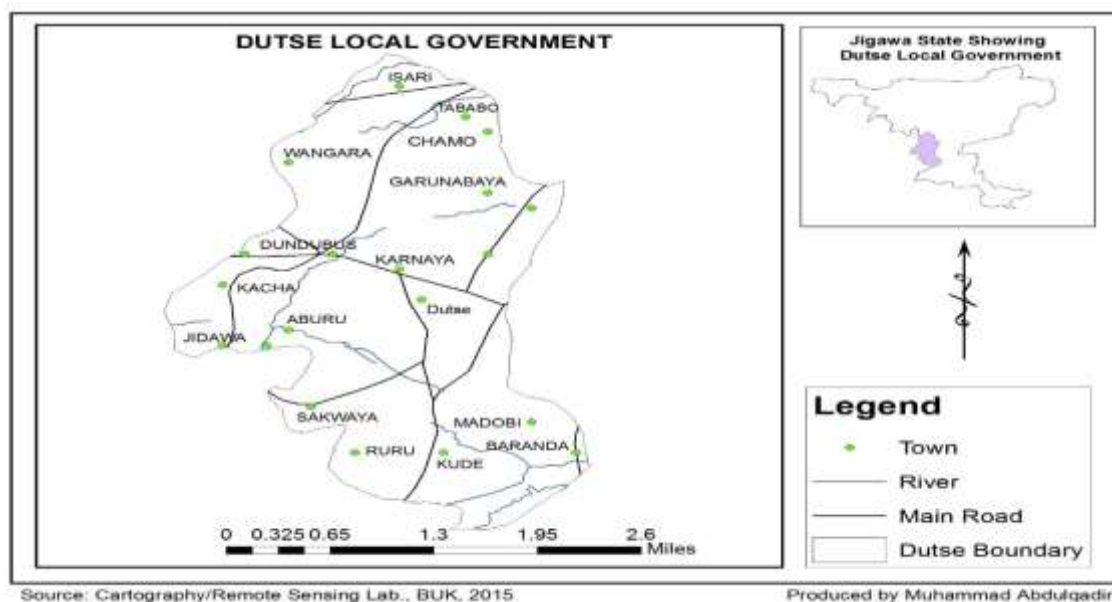 DUTSE LOCAL GOVERNMENT
ISARI
TABABO
CHAMO
WANGARA
GARUNABAYA
DUNDUBUS
KARNAYA
KACHA
Dutse
ABURU
JIDAWA
SAKWAYA
MADOBI
BARANDA
RURU
KUDE
0 0.325 0.65 1.3 1.95 2.6
Miles
Jigawa State Showing
Dutse Local Government
Legend
Town
River
Main Road
Dutse Boundary
Source: Cartography/Remote Sensing Lab., BUK, 2015
Produced by Muhammad Abdulqadir